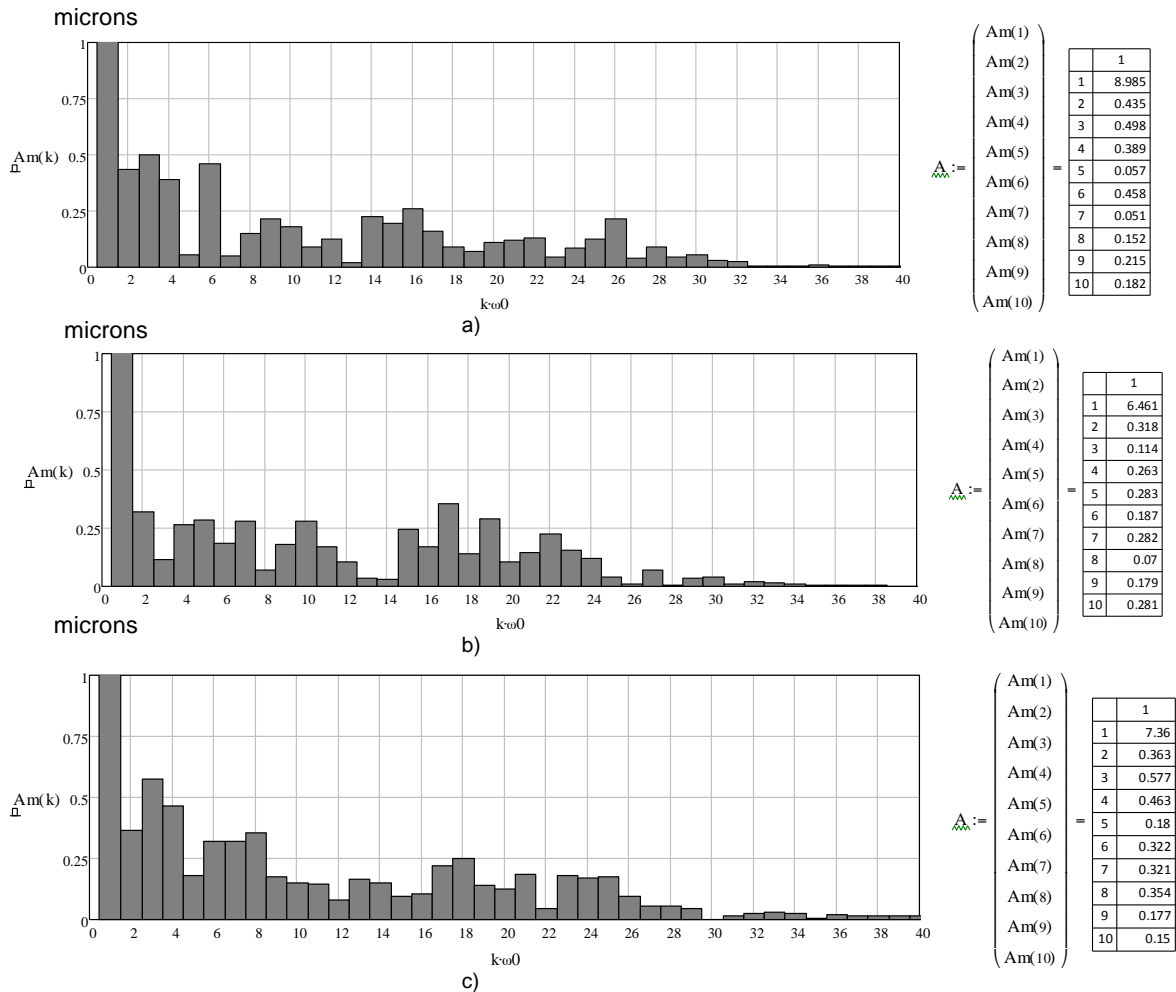 microns
1
0.75
Am(k)
0.5
0.25
0
0 2 4 6 8 10 12 14 16 18 20 22 24 26 28 30 32 34 36 38 40
k·ω0
a)
A :=
Am(1)
Am(2)
Am(3)
Am(4)
Am(5)
Am(6)
Am(7)
Am(8)
Am(9)
Am(10)
=
1
1 8.985
2 0.435
3 0.498
4 0.389
5 0.057
6 0.458
7 0.051
8 0.152
9 0.215
10 0.182
microns
1
0.75
Am(k)
0.5
0.25
0
0 2 4 6 8 10 12 14 16 18 20 22 24 26 28 30 32 34 36 38 40
k·ω0
b)
A :=
Am(1)
Am(2)
Am(3)
Am(4)
Am(5)
Am(6)
Am(7)
Am(8)
Am(9)
Am(10)
=
1
1 6.461
2 0.318
3 0.114
4 0.263
5 0.283
6 0.187
7 0.282
8 0.07
9 0.179
10 0.281
microns
1
0.75
Am(k)
0.5
0.25
0
0 2 4 6 8 10 12 14 16 18 20 22 24 26 28 30 32 34 36 38 40
k·ω0
c)
A :=
Am(1)
Am(2)
Am(3)
Am(4)
Am(5)
Am(6)
Am(7)
Am(8)
Am(9)
Am(10)
=
1
1 7.36
2 0.363
3 0.577
4 0.463
5 0.18
6 0.322
7 0.321
8 0.354
9 0.177
10 0.15